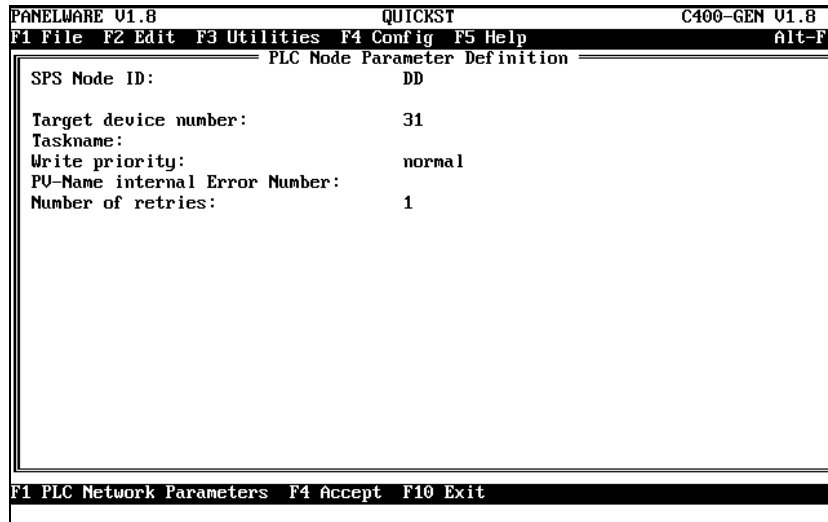 PANELWARE V1.8 QUICKST C400-GEN V1.8
F1 File F2 Edit F3 Utilities F4 Config F5 Help Alt-F
PLC Node Parameter Definition
SPS Node ID: DD
Target device number: 31
Taskname:
Write priority: normal
PV-Name internal Error Number:
Number of retries: 1
F1 PLC Network Parameters F4 Accept F10 Exit